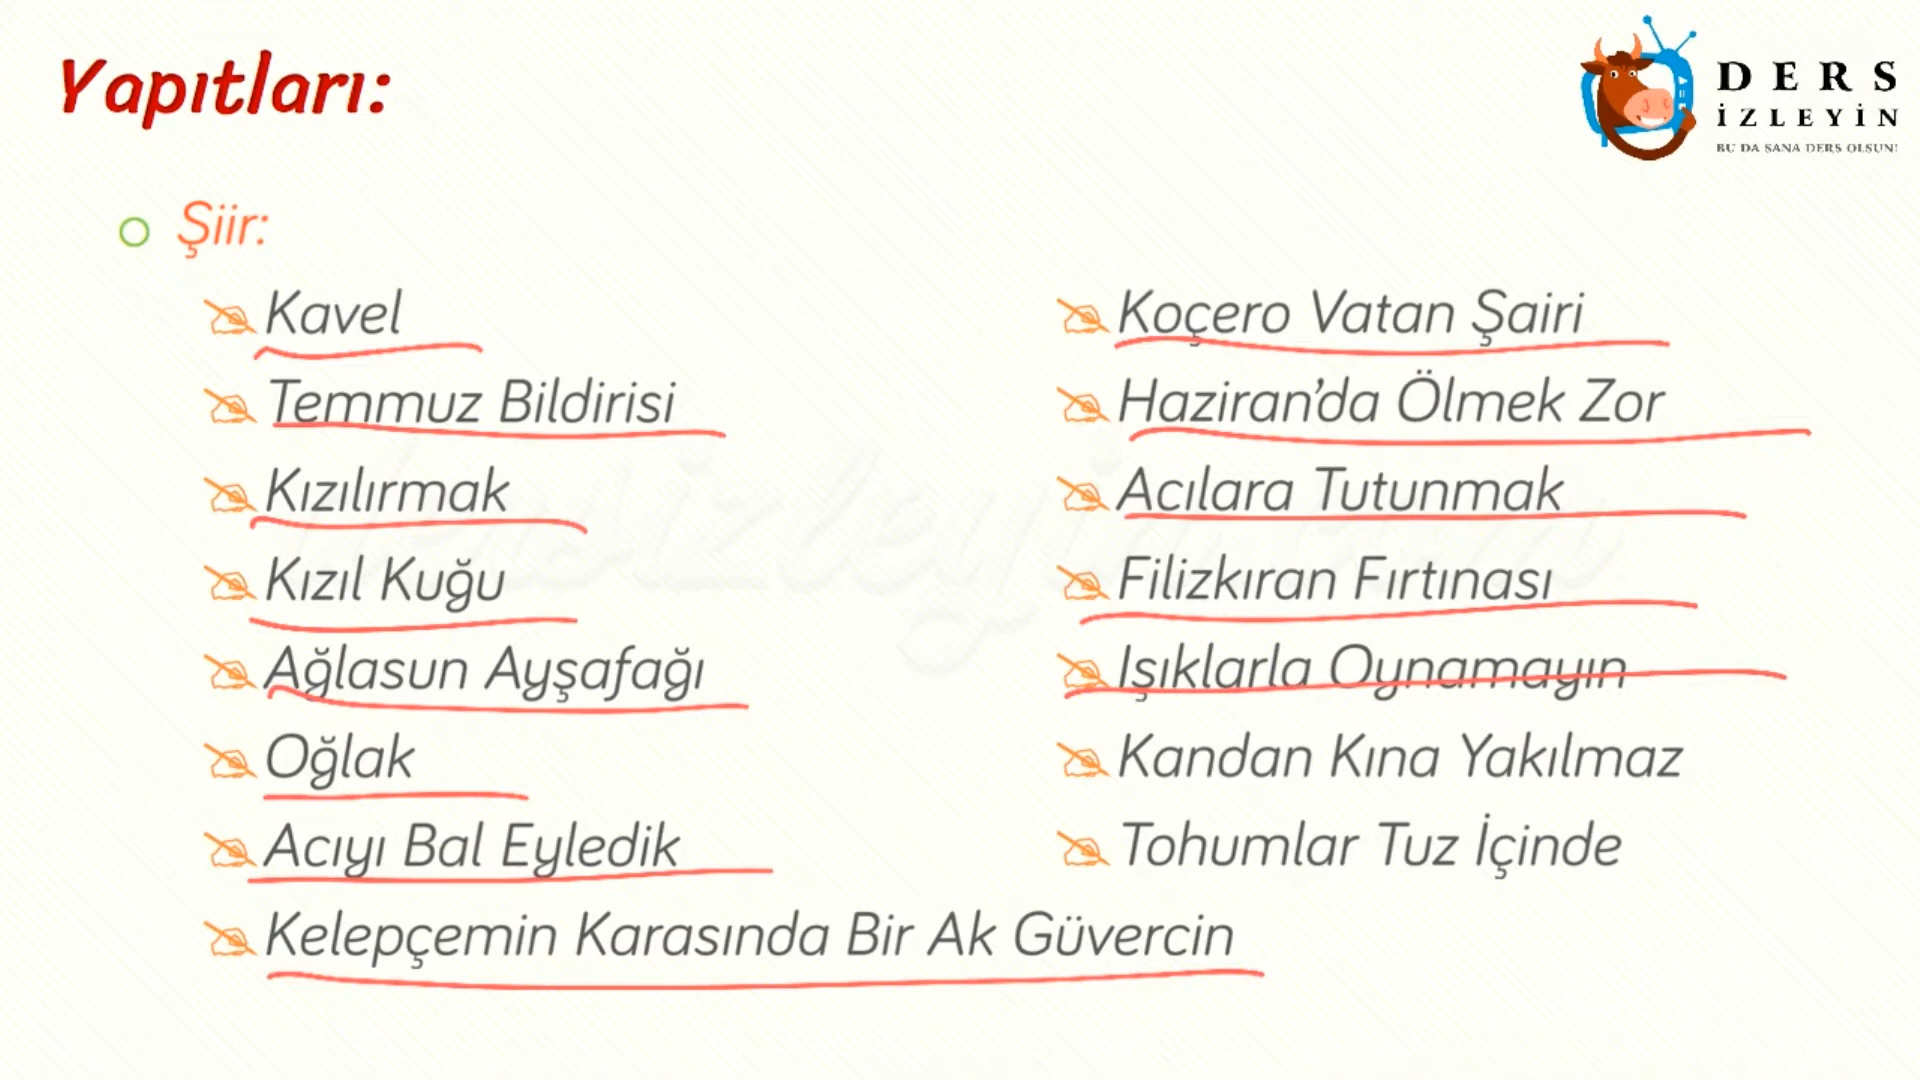 Yapıtları:
DERS
İZLEYİN
BU DA SANA DERS OLSUN!
Şiir:
Kavel
Temmuz Bildirisi
Kızılırmak
Kızıl Kuğu
Ağlasun Ayşafağı
Oğlak
Acıyı Bal Eyledik
Kelepçemin Karasında Bir Ak Güvercin
Koçero Vatan Şairi
Haziran’da Ölmek Zor
Acılara Tutunmak
Filizkıran Fırtınası
Işıklarla Oynamayın
Kandan Kına Yakılmaz
Tohumlar Tuz İçinde